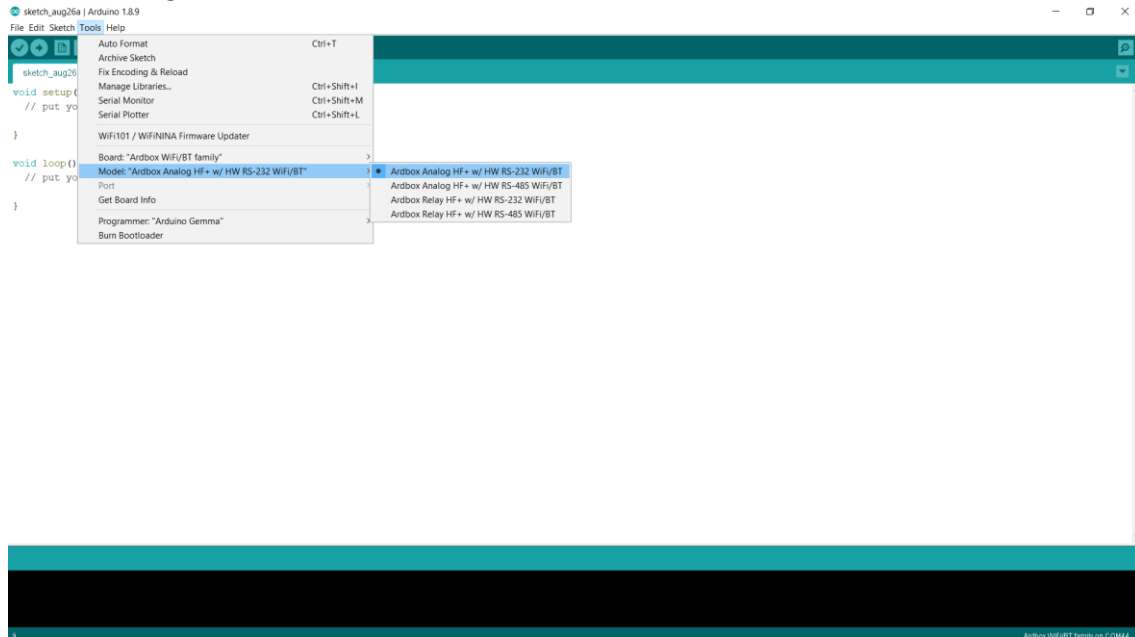 sketch_aug26a | Arduino 1.8.9
File Edit Sketch Tools Help
Auto Format Ctrl+T
Archive Sketch
Fix Encoding & Reload
Manage Libraries... Ctrl+Shift+I
Serial Monitor Ctrl+Shift+M
Serial Plotter Ctrl+Shift+L
WiFi101 / WiFiNINA Firmware Updater
Board: "Ardbox WiFi/BT family"
Model: "Ardbox Analog HF+ w/ HW RS-232 WiFi/BT"
Port
Get Board Info
Programmer: "Arduino Gemma"
Burn Bootloader
Ardbox Analog HF+ w/ HW RS-232 WiFi/BT
Ardbox Analog HF+ w/ HW RS-485 WiFi/BT
Ardbox Relay HF+ w/ HW RS-232 WiFi/BT
Ardbox Relay HF+ w/ HW RS-485 WiFi/BT
sketch_aug26
void setup(
// put yo
}
void loop()
// put yo
}
Ardbox WiFi/BT family on COM44